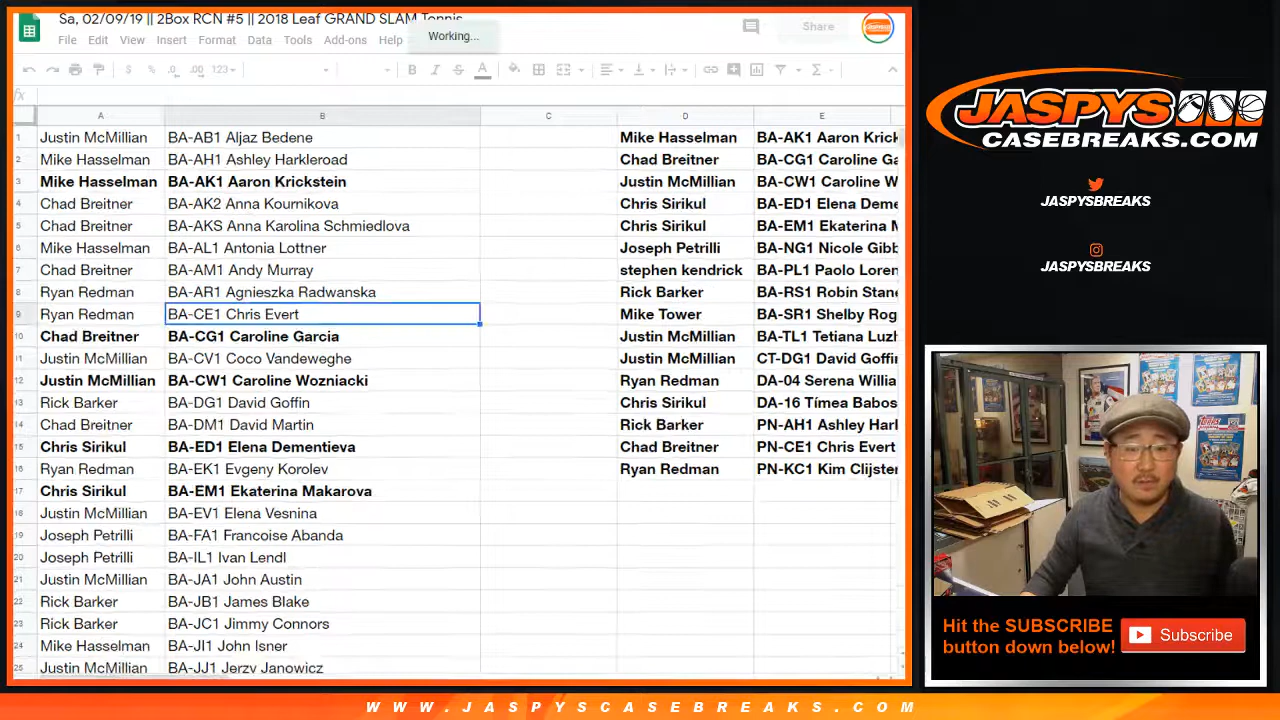 Sa, 02/09/19 || 2Box RCN #5 || 2018 Leaf GRAND SLAM Tennis
File Edit View Insert Format Data Tools Add-ons Help
Working...
Share
$ % .0 .00 123
B I S A
fx
A B C D E
1 Justin McMillian BA-AB1 Aljaz Bedene Mike Hasselman BA-AK1 Aaron Krick
2 Mike Hasselman BA-AH1 Ashley Harkleroad Chad Breitner BA-CG1 Caroline Ga
3 Mike Hasselman BA-AK1 Aaron Krickstein Justin McMillian BA-CW1 Caroline W
4 Chad Breitner BA-AK2 Anna Kournikova Chris Sirikul BA-ED1 Elena Deme
5 Chad Breitner BA-AKS Anna Karolina Schmiedlova Chris Sirikul BA-EM1 Ekaterina M
6 Mike Hasselman BA-AL1 Antonia Lottner Joseph Petrilli BA-NG1 Nicole Gibb
7 Chad Breitner BA-AM1 Andy Murray stephen kendrick BA-PL1 Paolo Loren
8 Ryan Redman BA-AR1 Agnieszka Radwanska Rick Barker BA-RS1 Robin Stane
9 Ryan Redman BA-CE1 Chris Evert Mike Tower BA-SR1 Shelby Rog
10 Chad Breitner BA-CG1 Caroline Garcia Justin McMillian BA-TL1 Tetiana Luzh
11 Justin McMillian BA-CV1 Coco Vandeweghe Justin McMillian CT-DG1 David Goffin
12 Justin McMillian BA-CW1 Caroline Wozniacki Ryan Redman DA-04 Serena Willia
13 Rick Barker BA-DG1 David Goffin Chris Sirikul DA-16 Tímea Babos
14 Chad Breitner BA-DM1 David Martin Rick Barker PN-AH1 Ashley Harl
15 Chris Sirikul BA-ED1 Elena Dementieva Chad Breitner PN-CE1 Chris Evert
16 Ryan Redman BA-EK1 Evgeny Korolev Ryan Redman PN-KC1 Kim Clijster
17 Chris Sirikul BA-EM1 Ekaterina Makarova
18 Justin McMillian BA-EV1 Elena Vesnina
19 Joseph Petrilli BA-FA1 Francoise Abanda
20 Joseph Petrilli BA-IL1 Ivan Lendl
21 Justin McMillian BA-JA1 John Austin
22 Rick Barker BA-JB1 James Blake
23 Rick Barker BA-JC1 Jimmy Connors
24 Mike Hasselman BA-JI1 John Isner
25 Justin McMillian BA-JJ1 Jerzy Janowicz
JASPYS
CASEBREAKS.COM
JASPYSBREAKS
JASPYSBREAKS
Topps
Hit the SUBSCRIBE
button down below!
Subscribe
WWW.JASPYSCASEBREAKS.COM